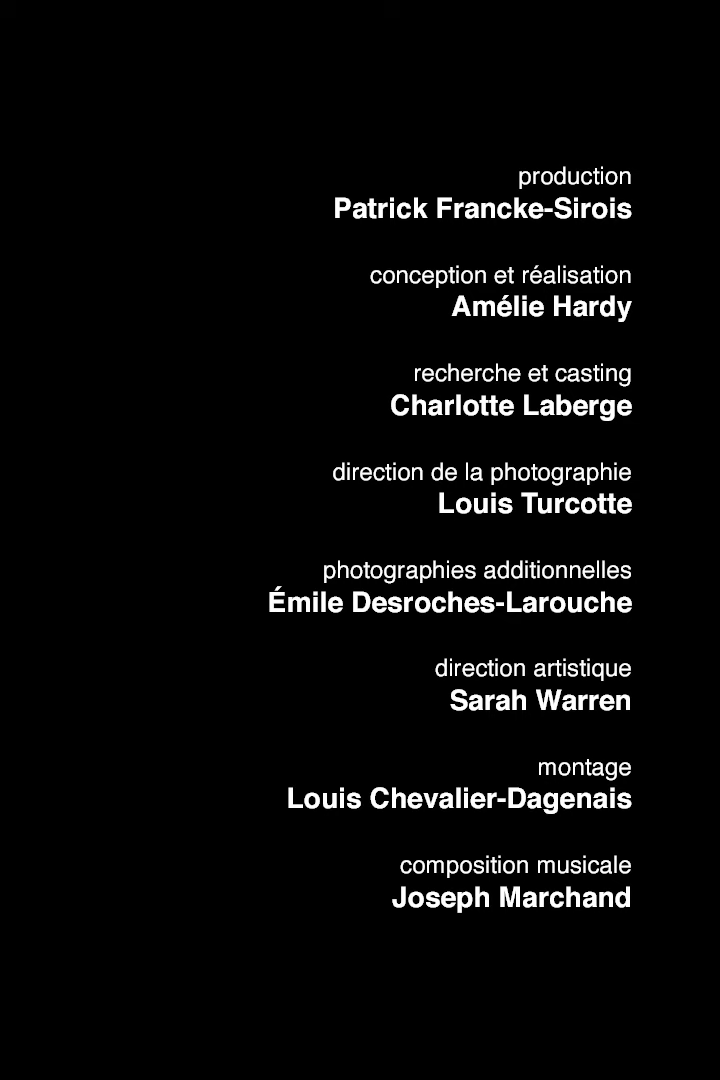 production
Patrick Francke-Sirois
conception et réalisation
Amélie Hardy
recherche et casting
Charlotte Laberge
direction de la photographie
Louis Turcotte
photographies additionnelles
Émile Desroches-Larouche
direction artistique
Sarah Warren
montage
Louis Chevalier-Dagenais
composition musicale
Joseph Marchand